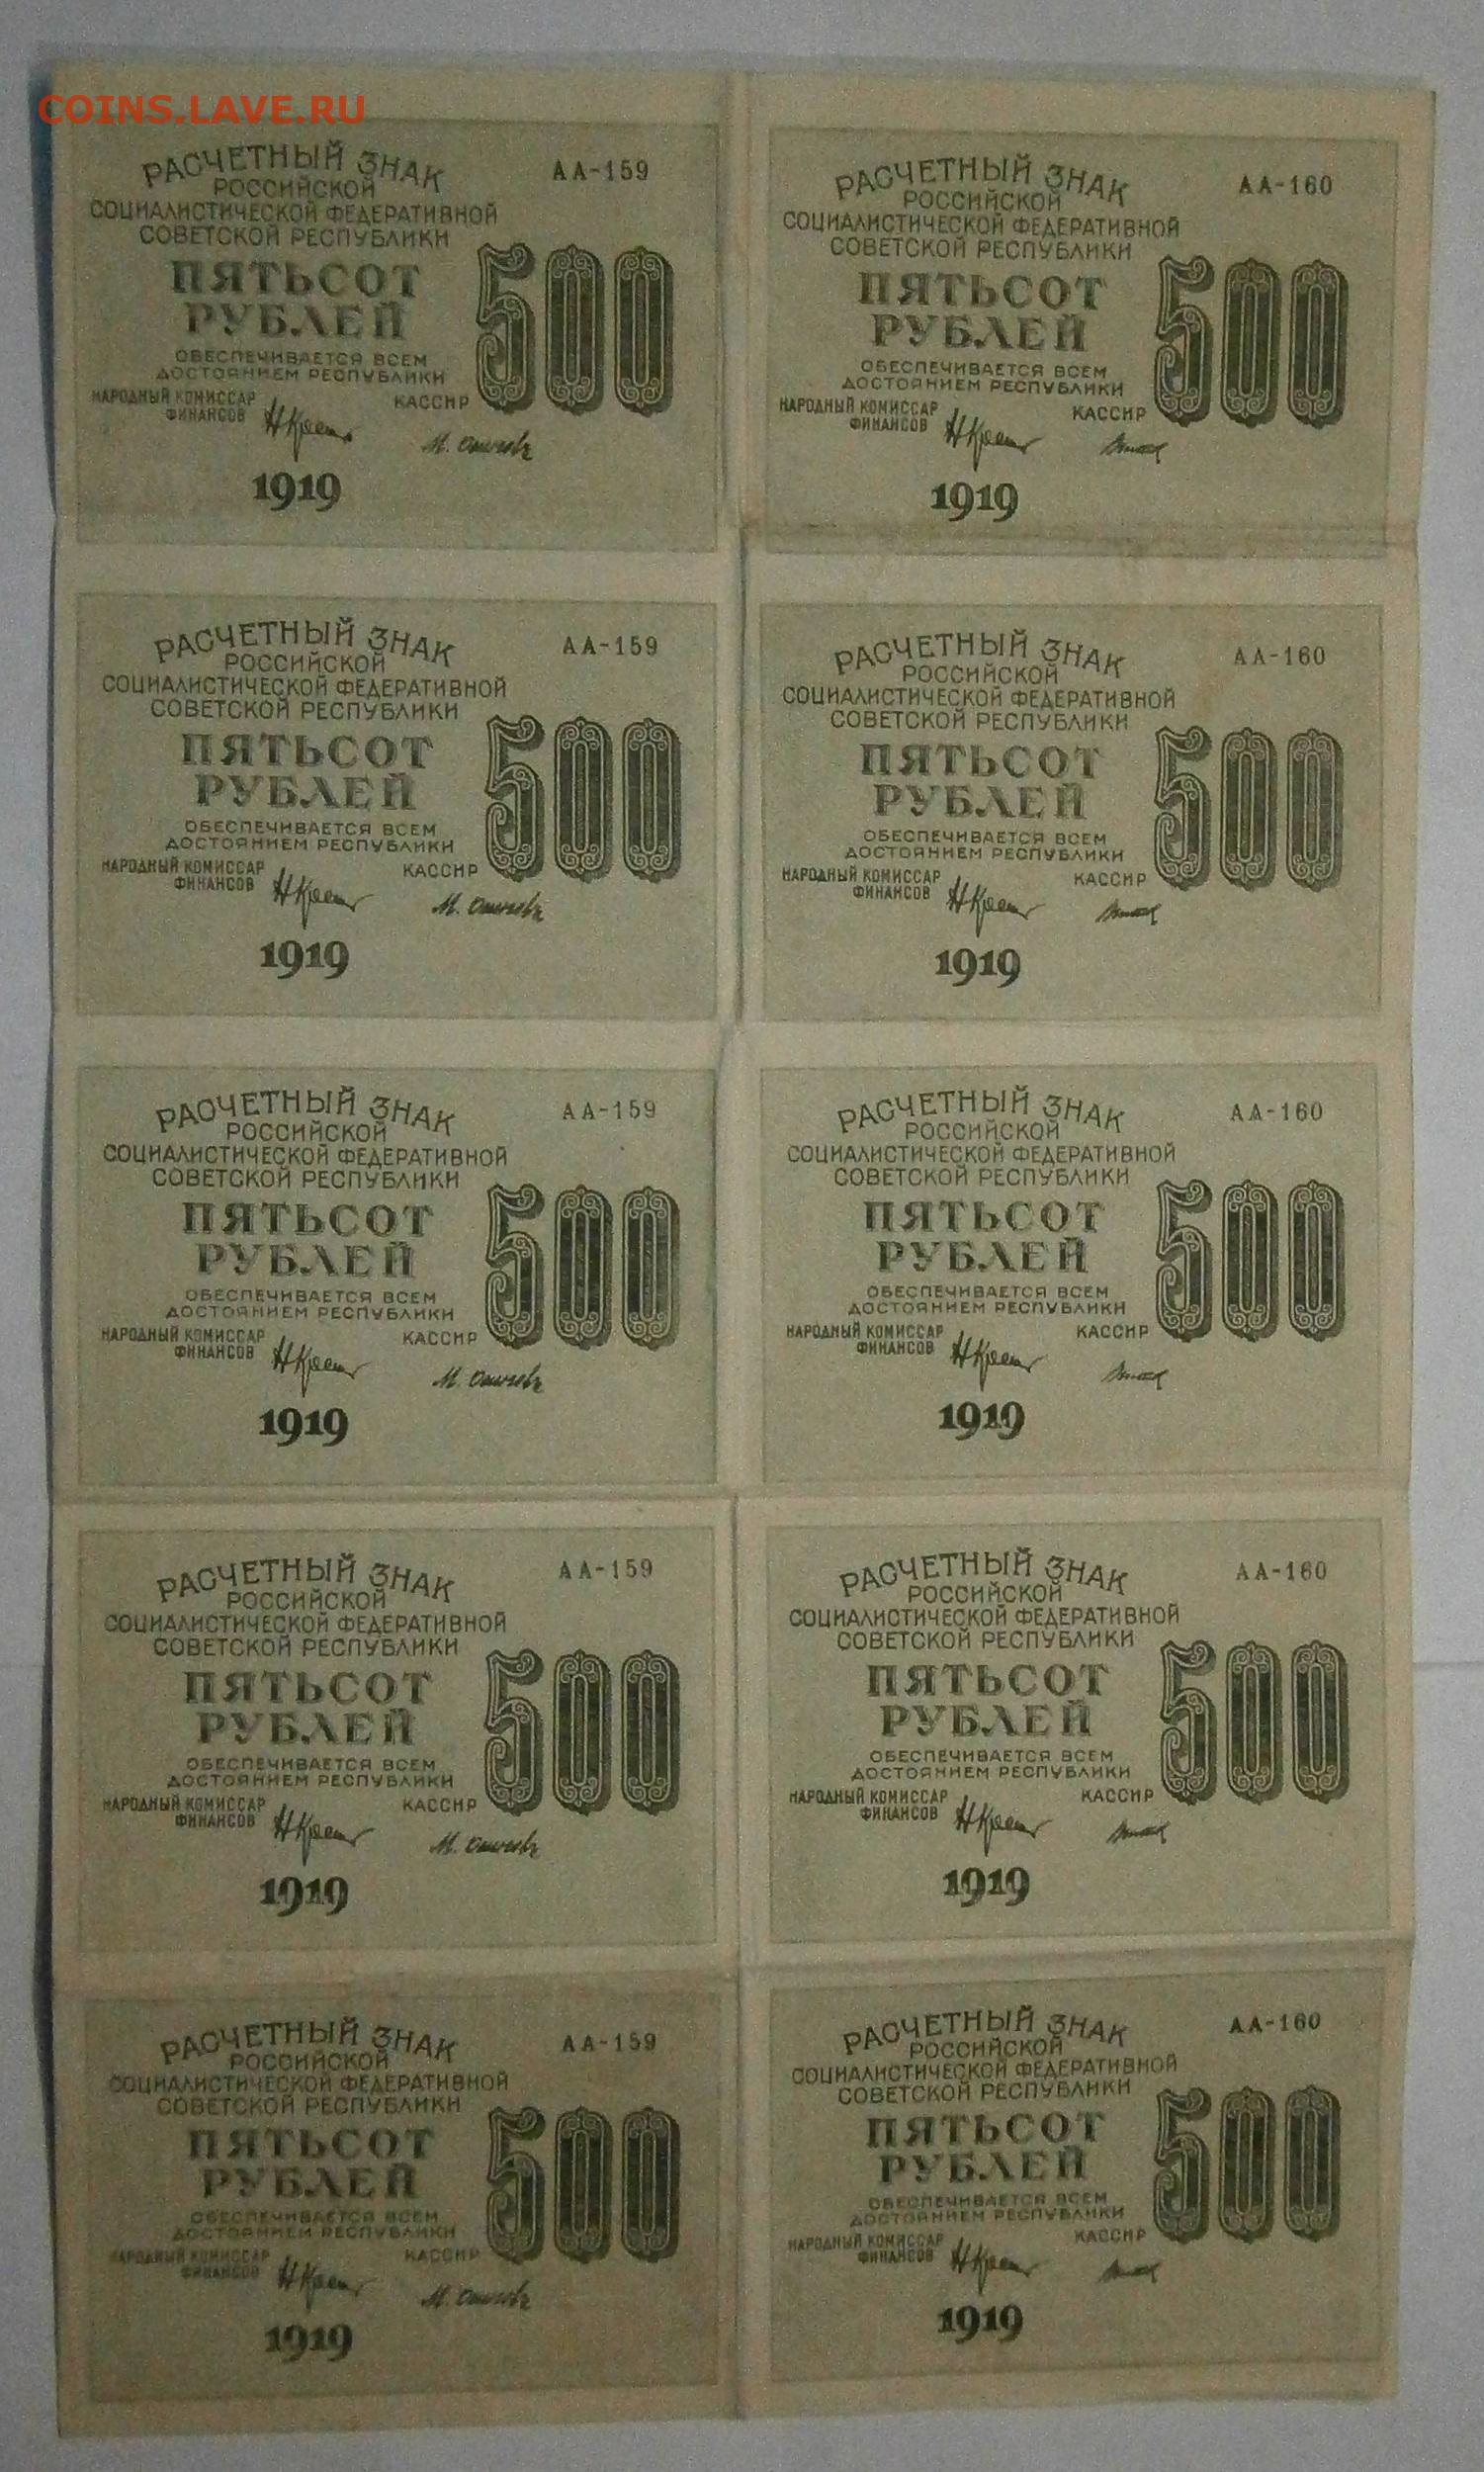 COINS.LAVE.RU
РАСЧЕТНЫЙ ЗНАК
РОССИЙСКОЙ
СОЦИАЛИСТИЧЕСКОЙ ФЕДЕРАТИВНОЙ
СОВЕТСКОЙ РЕСПУБЛИКИ
АА-159
ПЯТЬСОТ
РУБЛЕЙ
500
ОБЕСПЕЧИВАЕТСЯ ВСЕМ
ДОСТОЯНИЕМ РЕСПУБЛИКИ
НАРОДНЫЙ КОМИССАР
ФИНАНСОВ
КАССИР
1919
РАСЧЕТНЫЙ ЗНАК
РОССИЙСКОЙ
СОЦИАЛИСТИЧЕСКОЙ ФЕДЕРАТИВНОЙ
СОВЕТСКОЙ РЕСПУБЛИКИ
АА-160
ПЯТЬСОТ
РУБЛЕЙ
500
ОБЕСПЕЧИВАЕТСЯ ВСЕМ
ДОСТОЯНИЕМ РЕСПУБЛИКИ
НАРОДНЫЙ КОМИССАР
ФИНАНСОВ
КАССИР
1919
РАСЧЕТНЫЙ ЗНАК
РОССИЙСКОЙ
СОЦИАЛИСТИЧЕСКОЙ ФЕДЕРАТИВНОЙ
СОВЕТСКОЙ РЕСПУБЛИКИ
АА-159
ПЯТЬСОТ
РУБЛЕЙ
500
ОБЕСПЕЧИВАЕТСЯ ВСЕМ
ДОСТОЯНИЕМ РЕСПУБЛИКИ
НАРОДНЫЙ КОМИССАР
ФИНАНСОВ
КАССИР
1919
РАСЧЕТНЫЙ ЗНАК
РОССИЙСКОЙ
СОЦИАЛИСТИЧЕСКОЙ ФЕДЕРАТИВНОЙ
СОВЕТСКОЙ РЕСПУБЛИКИ
АА-160
ПЯТЬСОТ
РУБЛЕЙ
500
ОБЕСПЕЧИВАЕТСЯ ВСЕМ
ДОСТОЯНИЕМ РЕСПУБЛИКИ
НАРОДНЫЙ КОМИССАР
ФИНАНСОВ
КАССИР
1919
РАСЧЕТНЫЙ ЗНАК
РОССИЙСКОЙ
СОЦИАЛИСТИЧЕСКОЙ ФЕДЕРАТИВНОЙ
СОВЕТСКОЙ РЕСПУБЛИКИ
АА-159
ПЯТЬСОТ
РУБЛЕЙ
500
ОБЕСПЕЧИВАЕТСЯ ВСЕМ
ДОСТОЯНИЕМ РЕСПУБЛИКИ
НАРОДНЫЙ КОМИССАР
ФИНАНСОВ
КАССИР
1919
РАСЧЕТНЫЙ ЗНАК
РОССИЙСКОЙ
СОЦИАЛИСТИЧЕСКОЙ ФЕДЕРАТИВНОЙ
СОВЕТСКОЙ РЕСПУБЛИКИ
АА-160
ПЯТЬСОТ
РУБЛЕЙ
500
ОБЕСПЕЧИВАЕТСЯ ВСЕМ
ДОСТОЯНИЕМ РЕСПУБЛИКИ
НАРОДНЫЙ КОМИССАР
ФИНАНСОВ
КАССИР
1919
РАСЧЕТНЫЙ ЗНАК
РОССИЙСКОЙ
СОЦИАЛИСТИЧЕСКОЙ ФЕДЕРАТИВНОЙ
СОВЕТСКОЙ РЕСПУБЛИКИ
АА-159
ПЯТЬСОТ
РУБЛЕЙ
500
ОБЕСПЕЧИВАЕТСЯ ВСЕМ
ДОСТОЯНИЕМ РЕСПУБЛИКИ
НАРОДНЫЙ КОМИССАР
ФИНАНСОВ
КАССИР
1919
РАСЧЕТНЫЙ ЗНАК
РОССИЙСКОЙ
СОЦИАЛИСТИЧЕСКОЙ ФЕДЕРАТИВНОЙ
СОВЕТСКОЙ РЕСПУБЛИКИ
АА-160
ПЯТЬСОТ
РУБЛЕЙ
500
ОБЕСПЕЧИВАЕТСЯ ВСЕМ
ДОСТОЯНИЕМ РЕСПУБЛИКИ
НАРОДНЫЙ КОМИССАР
ФИНАНСОВ
КАССИР
1919
РАСЧЕТНЫЙ ЗНАК
РОССИЙСКОЙ
СОЦИАЛИСТИЧЕСКОЙ ФЕДЕРАТИВНОЙ
СОВЕТСКОЙ РЕСПУБЛИКИ
АА-159
ПЯТЬСОТ
РУБЛЕЙ
500
ОБЕСПЕЧИВАЕТСЯ ВСЕМ
ДОСТОЯНИЕМ РЕСПУБЛИКИ
НАРОДНЫЙ КОМИССАР
ФИНАНСОВ
КАССИР
1919
РАСЧЕТНЫЙ ЗНАК
РОССИЙСКОЙ
СОЦИАЛИСТИЧЕСКОЙ ФЕДЕРАТИВНОЙ
СОВЕТСКОЙ РЕСПУБЛИКИ
АА-160
ПЯТЬСОТ
РУБЛЕЙ
500
ОБЕСПЕЧИВАЕТСЯ ВСЕМ
ДОСТОЯНИЕМ РЕСПУБЛИКИ
НАРОДНЫЙ КОМИССАР
ФИНАНСОВ
КАССИР
1919